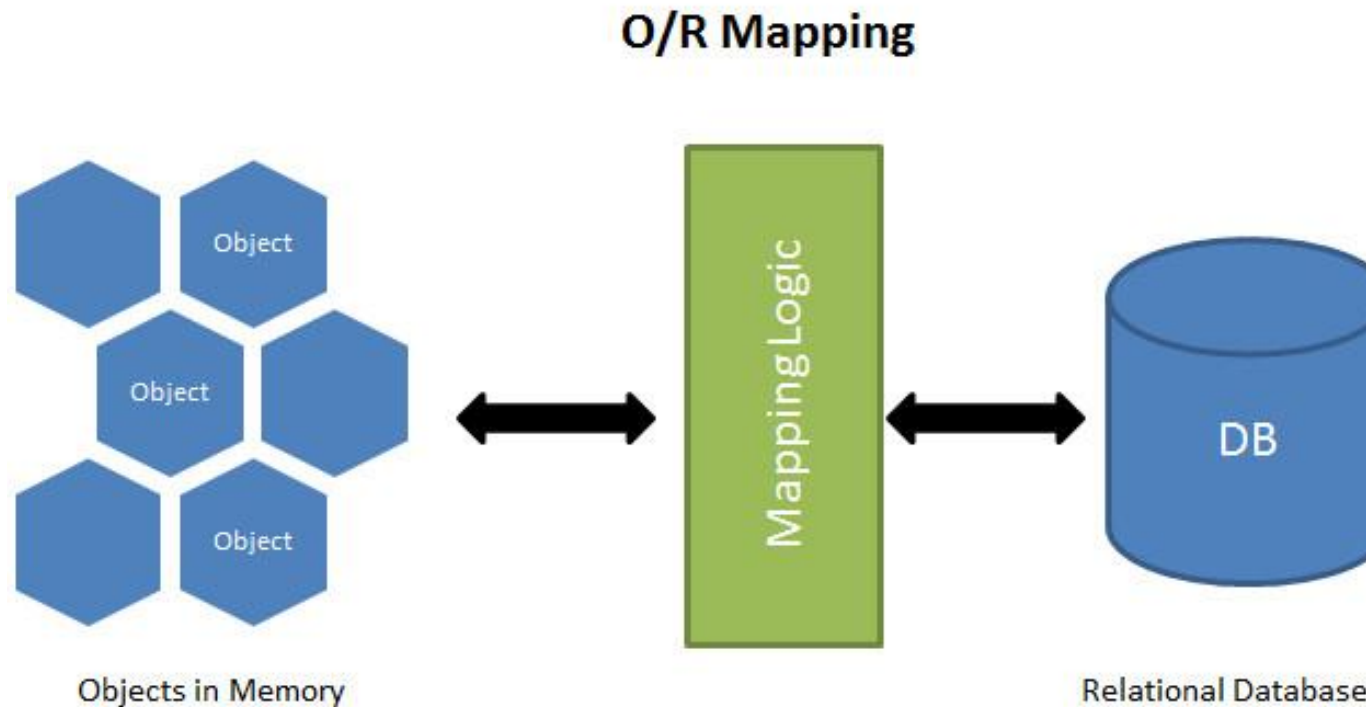 O/R Mapping
Object
Object
Object
Mapping Logic
DB
Objects in Memory
Relational Database